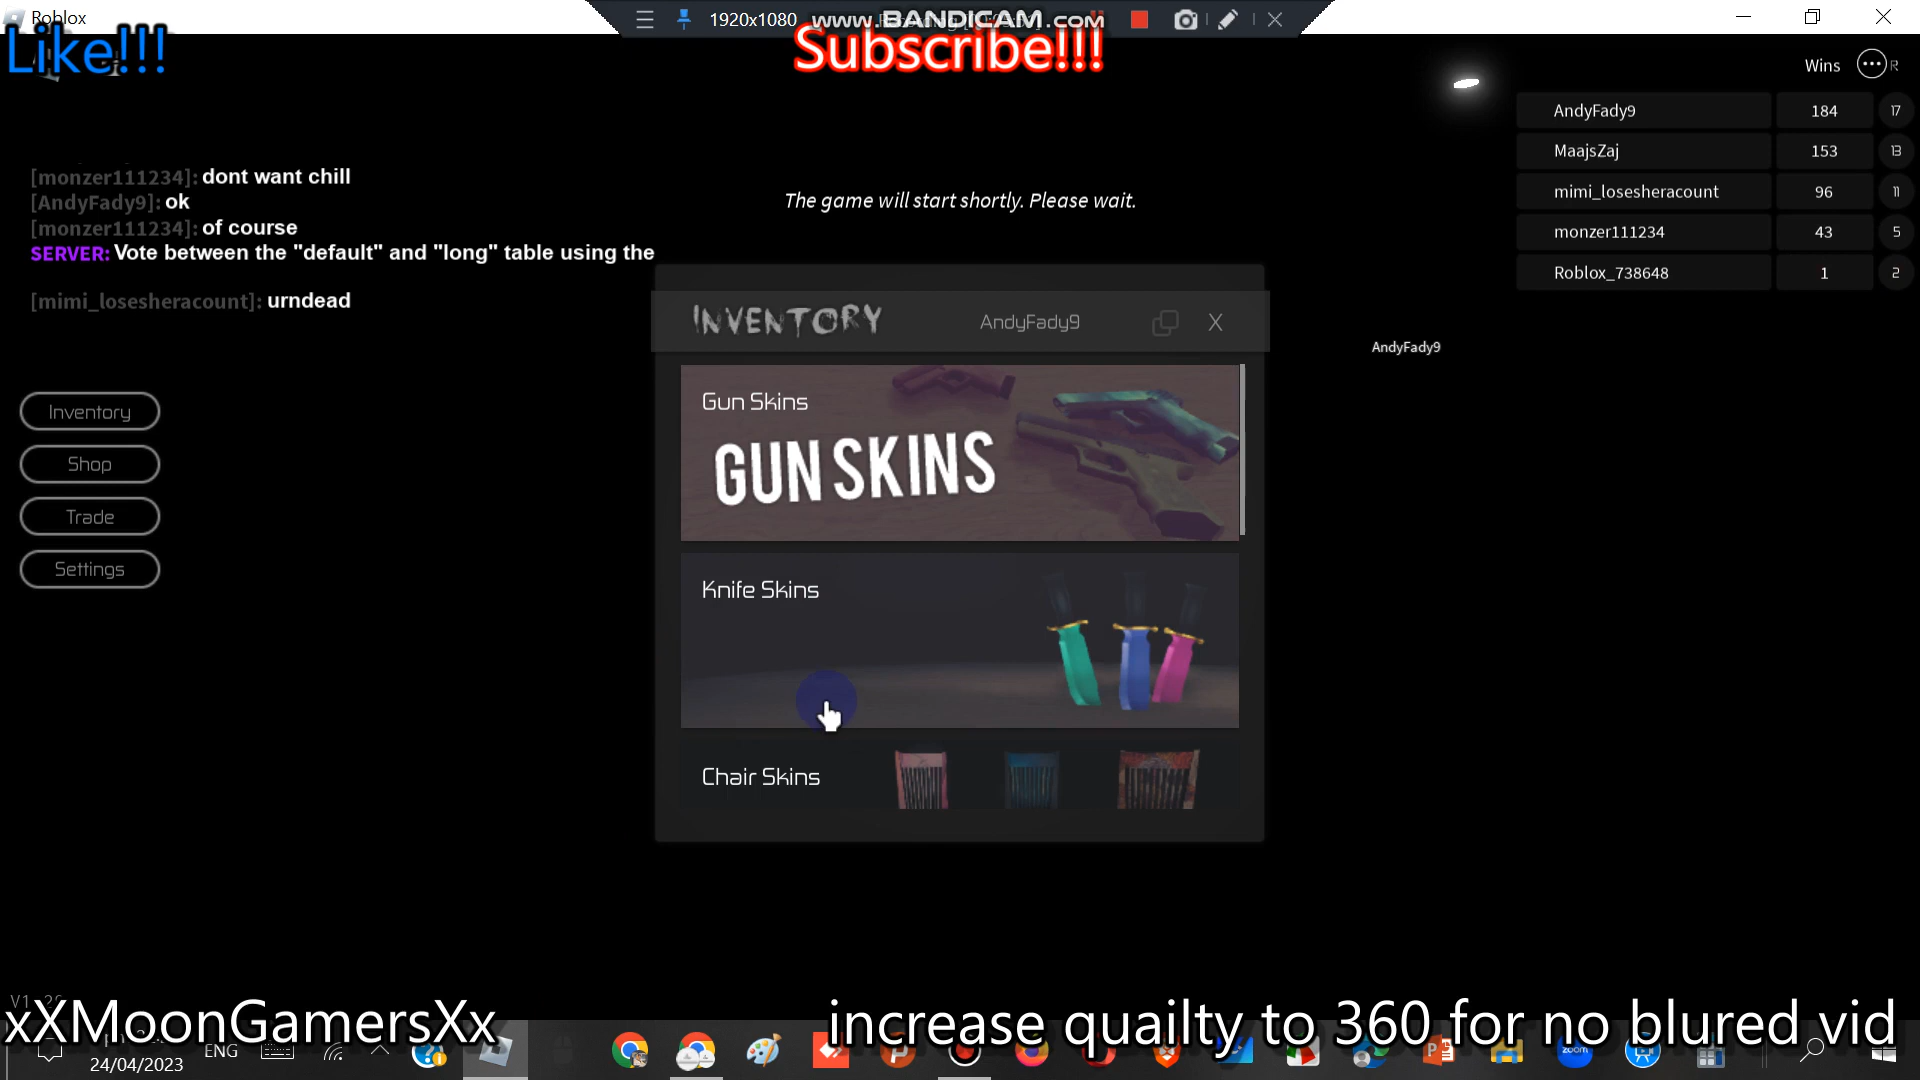 Roblox
1920x1080
www.BANDICAM.com
Like!!!
Subscribe!!!
Wins
R
AndyFady9 184 17
MaajsZaj 153 13
mimi_losesheracount 96 11
monzer111234 43 5
Roblox_738648 1 2
[monzer111234]: dont want chill
[AndyFady9]: ok
[monzer111234]: of course
SERVER: Vote between the "default" and "long" table using the
[mimi_losesheracount]: urndead
The game will start shortly. Please wait.
INVENTORY
AndyFady9
X
AndyFady9
Inventory
Shop
Trade
Settings
Gun Skins
GUN SKINS
Knife Skins
Chair Skins
xXMoonGamersXx
increase quailty to 360 for no blured vid
ENG
24/04/2023
zoom